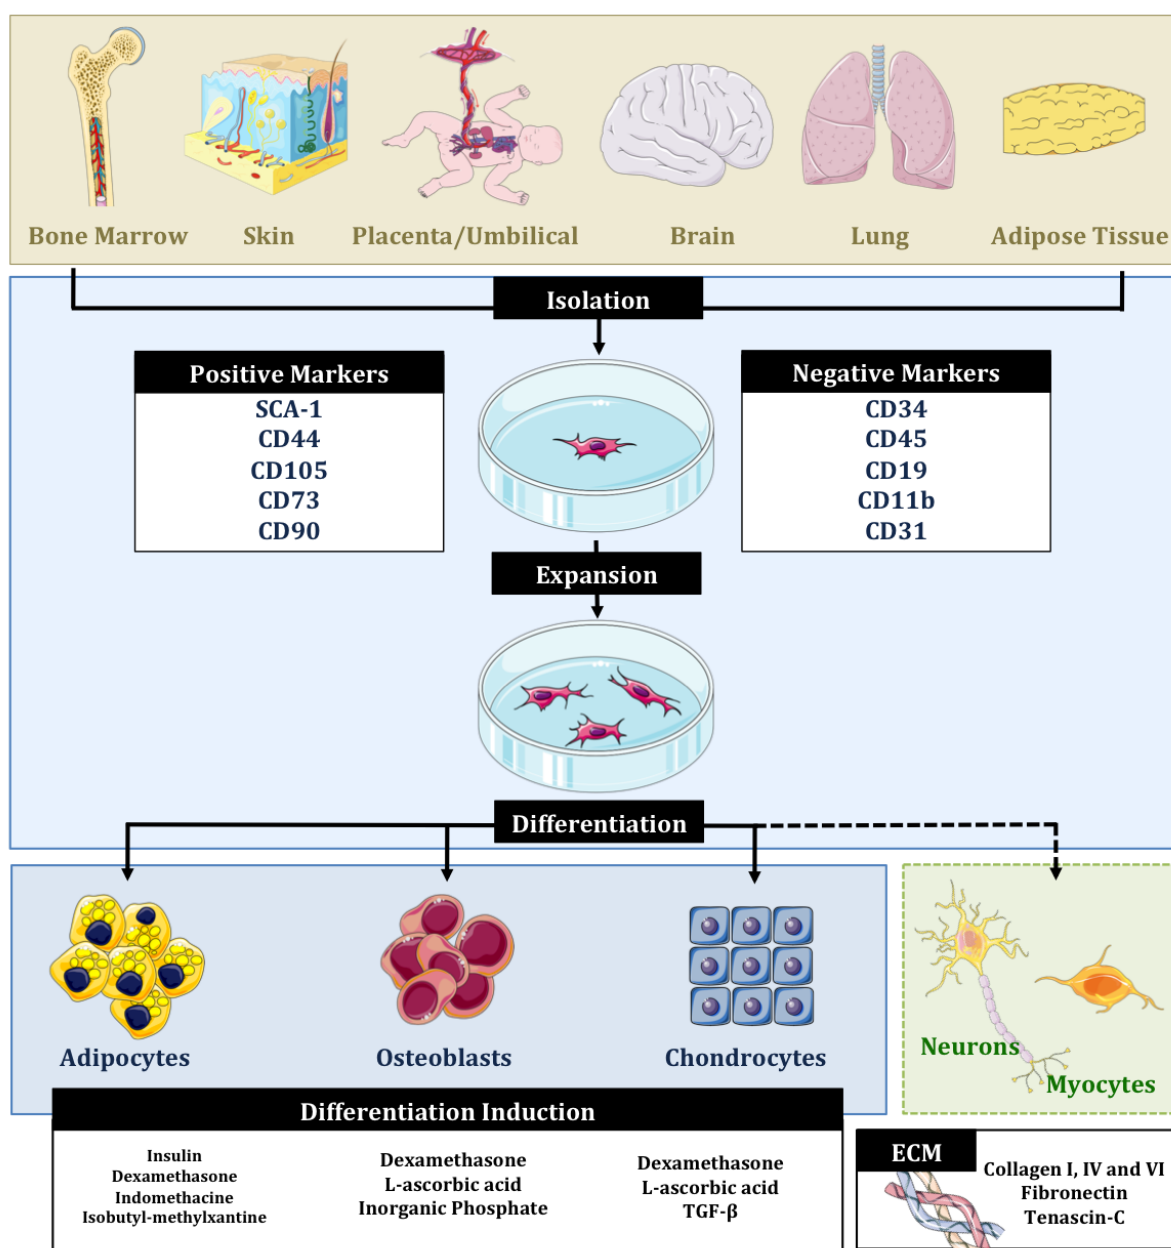 Bone Marrow
Skin
Placenta/Umbilical
Brain
Lung
Adipose Tissue
Isolation
Positive Markers
SCA-1
CD44
CD105
CD73
CD90
Negative Markers
CD34
CD45
CD19
CD11b
CD31
Expansion
Differentiation
Adipocytes
Osteoblasts
Chondrocytes
Neurons
Myocytes
Differentiation Induction
Insulin
Dexamethasone
Indomethacine
Isobutyl-methylxantine
Dexamethasone
L-ascorbic acid
Inorganic Phosphate
Dexamethasone
L-ascorbic acid
TGF-β
ECM
Collagen I, IV and VI
Fibronectin
Tenascin-C